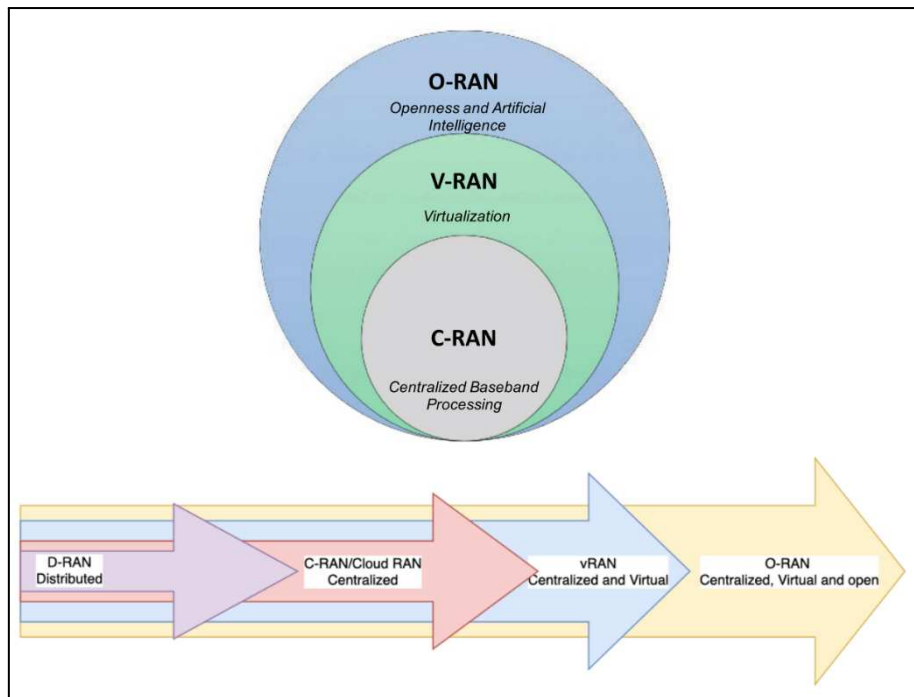 O-RAN
Openness and Artificial
Intelligence
V-RAN
Virtualization
C-RAN
Centralized Baseband
Processing
D-RAN
Distributed
C-RAN/Cloud RAN
Centralized
vRAN
Centralized and Virtual
O-RAN
Centralized, Virtual and open